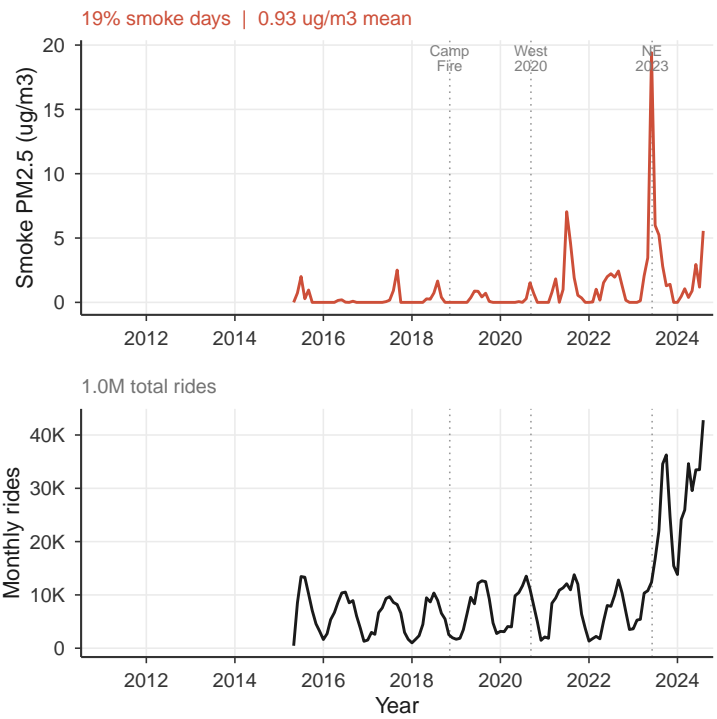 19% smoke days | 0.93 ug/m3 mean
Smoke PM2.5 (ug/m3)
20
15
10
5
0
Camp
Fire
West
2020
NE
2023
2012 2014 2016 2018 2020 2022 2024
1.0M total rides
Monthly rides
40K
30K
20K
10K
0
2012 2014 2016 2018 2020 2022 2024
Year